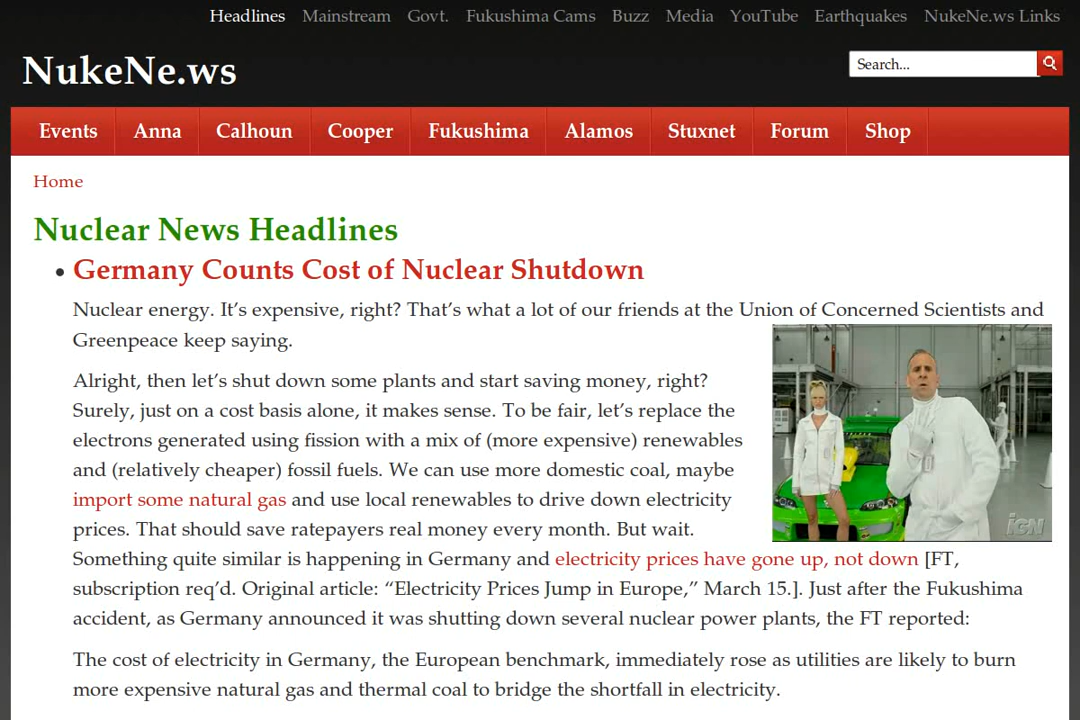 Headlines Mainstream Govt. Fukushima Cams Buzz Media YouTube Earthquakes NukeNe.ws Links
NukeNe.ws
Search...
Events Anna Calhoun Cooper Fukushima Alamos Stuxnet Forum Shop
Home
Nuclear News Headlines
• Germany Counts Cost of Nuclear Shutdown
Nuclear energy. It’s expensive, right? That’s what a lot of our friends at the Union of Concerned Scientists and
Greenpeace keep saying.
Alright, then let’s shut down some plants and start saving money, right?
Surely, just on a cost basis alone, it makes sense. To be fair, let’s replace the
electrons generated using fission with a mix of (more expensive) renewables
and (relatively cheaper) fossil fuels. We can use more domestic coal, maybe
import some natural gas and use local renewables to drive down electricity
prices. That should save ratepayers real money every month. But wait.
IGN
Something quite similar is happening in Germany and electricity prices have gone up, not down [FT,
subscription req’d. Original article: “Electricity Prices Jump in Europe,” March 15.]. Just after the Fukushima
accident, as Germany announced it was shutting down several nuclear power plants, the FT reported:
The cost of electricity in Germany, the European benchmark, immediately rose as utilities are likely to burn
more expensive natural gas and thermal coal to bridge the shortfall in electricity.